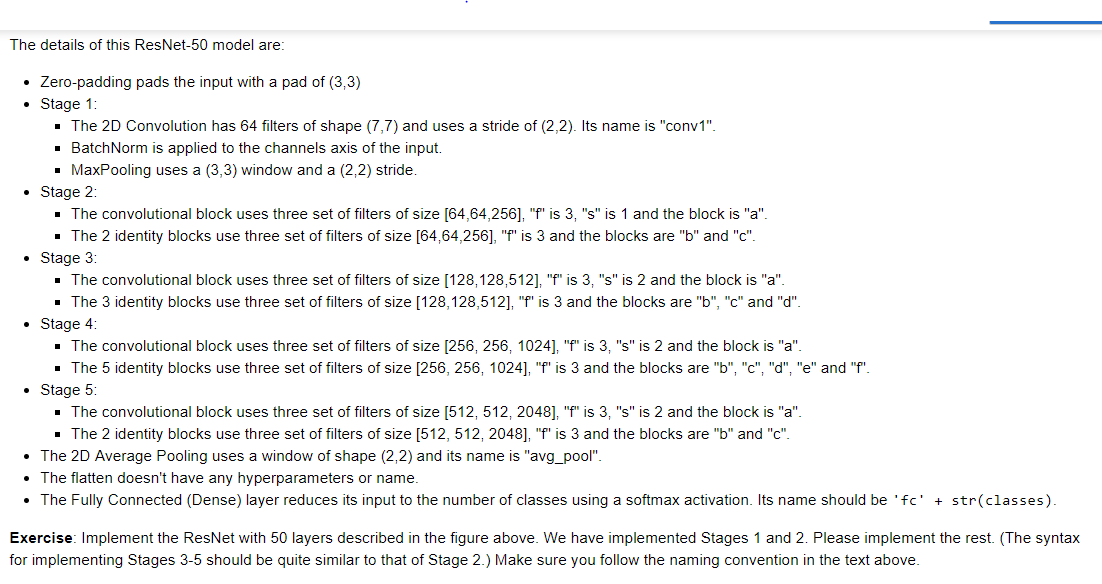 The details of this ResNet-50 model are:
• Zero-padding pads the input with a pad of (3,3)
• Stage 1:
▪ The 2D Convolution has 64 filters of shape (7,7) and uses a stride of (2,2). Its name is "conv1".
▪ BatchNorm is applied to the channels axis of the input.
▪ MaxPooling uses a (3,3) window and a (2,2) stride.
• Stage 2:
▪ The convolutional block uses three set of filters of size [64,64,256], "f" is 3, "s" is 1 and the block is "a".
▪ The 2 identity blocks use three set of filters of size [64,64,256], "f" is 3 and the blocks are "b" and "c".
• Stage 3:
▪ The convolutional block uses three set of filters of size [128,128,512], "f" is 3, "s" is 2 and the block is "a".
▪ The 3 identity blocks use three set of filters of size [128,128,512], "f" is 3 and the blocks are "b", "c" and "d".
• Stage 4:
▪ The convolutional block uses three set of filters of size [256, 256, 1024], "f" is 3, "s" is 2 and the block is "a".
▪ The 5 identity blocks use three set of filters of size [256, 256, 1024], "f" is 3 and the blocks are "b", "c", "d", "e" and "f".
• Stage 5:
▪ The convolutional block uses three set of filters of size [512, 512, 2048], "f" is 3, "s" is 2 and the block is "a".
▪ The 2 identity blocks use three set of filters of size [512, 512, 2048], "f" is 3 and the blocks are "b" and "c".
• The 2D Average Pooling uses a window of shape (2,2) and its name is "avg_pool".
• The flatten doesn't have any hyperparameters or name.
• The Fully Connected (Dense) layer reduces its input to the number of classes using a softmax activation. Its name should be 'fc' + str(classes).
Exercise: Implement the ResNet with 50 layers described in the figure above. We have implemented Stages 1 and 2. Please implement the rest. (The syntax
for implementing Stages 3-5 should be quite similar to that of Stage 2.) Make sure you follow the naming convention in the text above.